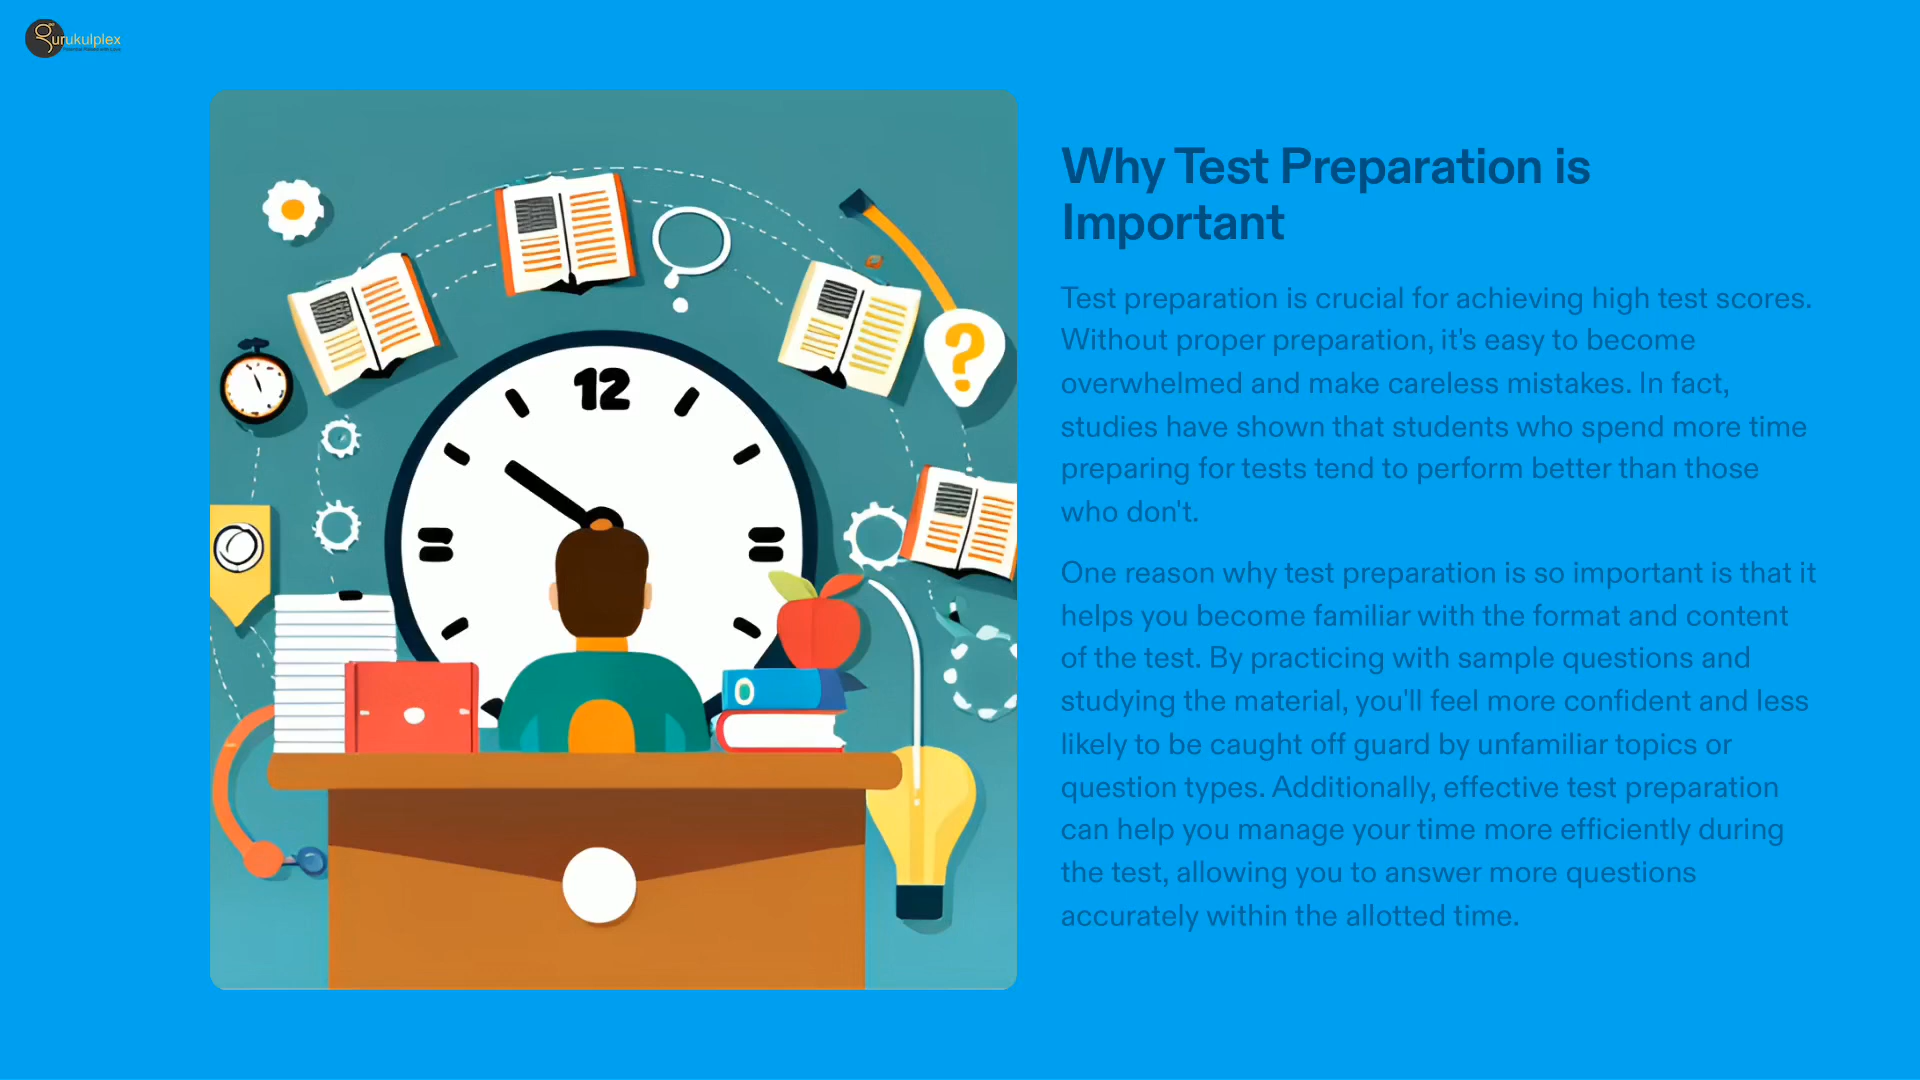 gurukulplex
12
?
Why Test Preparation is
Important
Test preparation is crucial for achieving high test scores.
Without proper preparation, it's easy to become
overwhelmed and make careless mistakes. In fact,
studies have shown that students who spend more time
preparing for tests tend to perform better than those
who don't.
One reason why test preparation is so important is that it
helps you become familiar with the format and content
of the test. By practicing with sample questions and
studying the material, you'll feel more confident and less
likely to be caught off guard by unfamiliar topics or
question types. Additionally, effective test preparation
can help you manage your time more efficiently during
the test, allowing you to answer more questions
accurately within the allotted time.